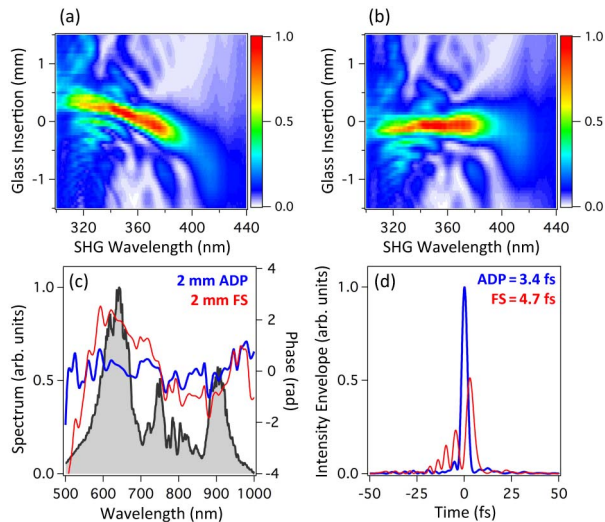 (a)
(b)
Glass Insertion (mm)
1
0
-1
320
360
400
440
SHG Wavelength (nm)
1.0
0.5
0.0
Glass Insertion (mm)
1
0
-1
320
360
400
440
SHG Wavelength (nm)
1.0
0.5
0.0
(c)
2 mm ADP
2 mm FS
Spectrum (arb. units)
1.0
0.5
0.0
4
2
0
-2
-4
Phase (rad)
500
600
700
800
900
1000
Wavelength (nm)
(d)
ADP = 3.4 fs
FS = 4.7 fs
Intensity Envelope (arb. units)
1.0
0.5
0.0
-50
-25
0
25
50
Time (fs)